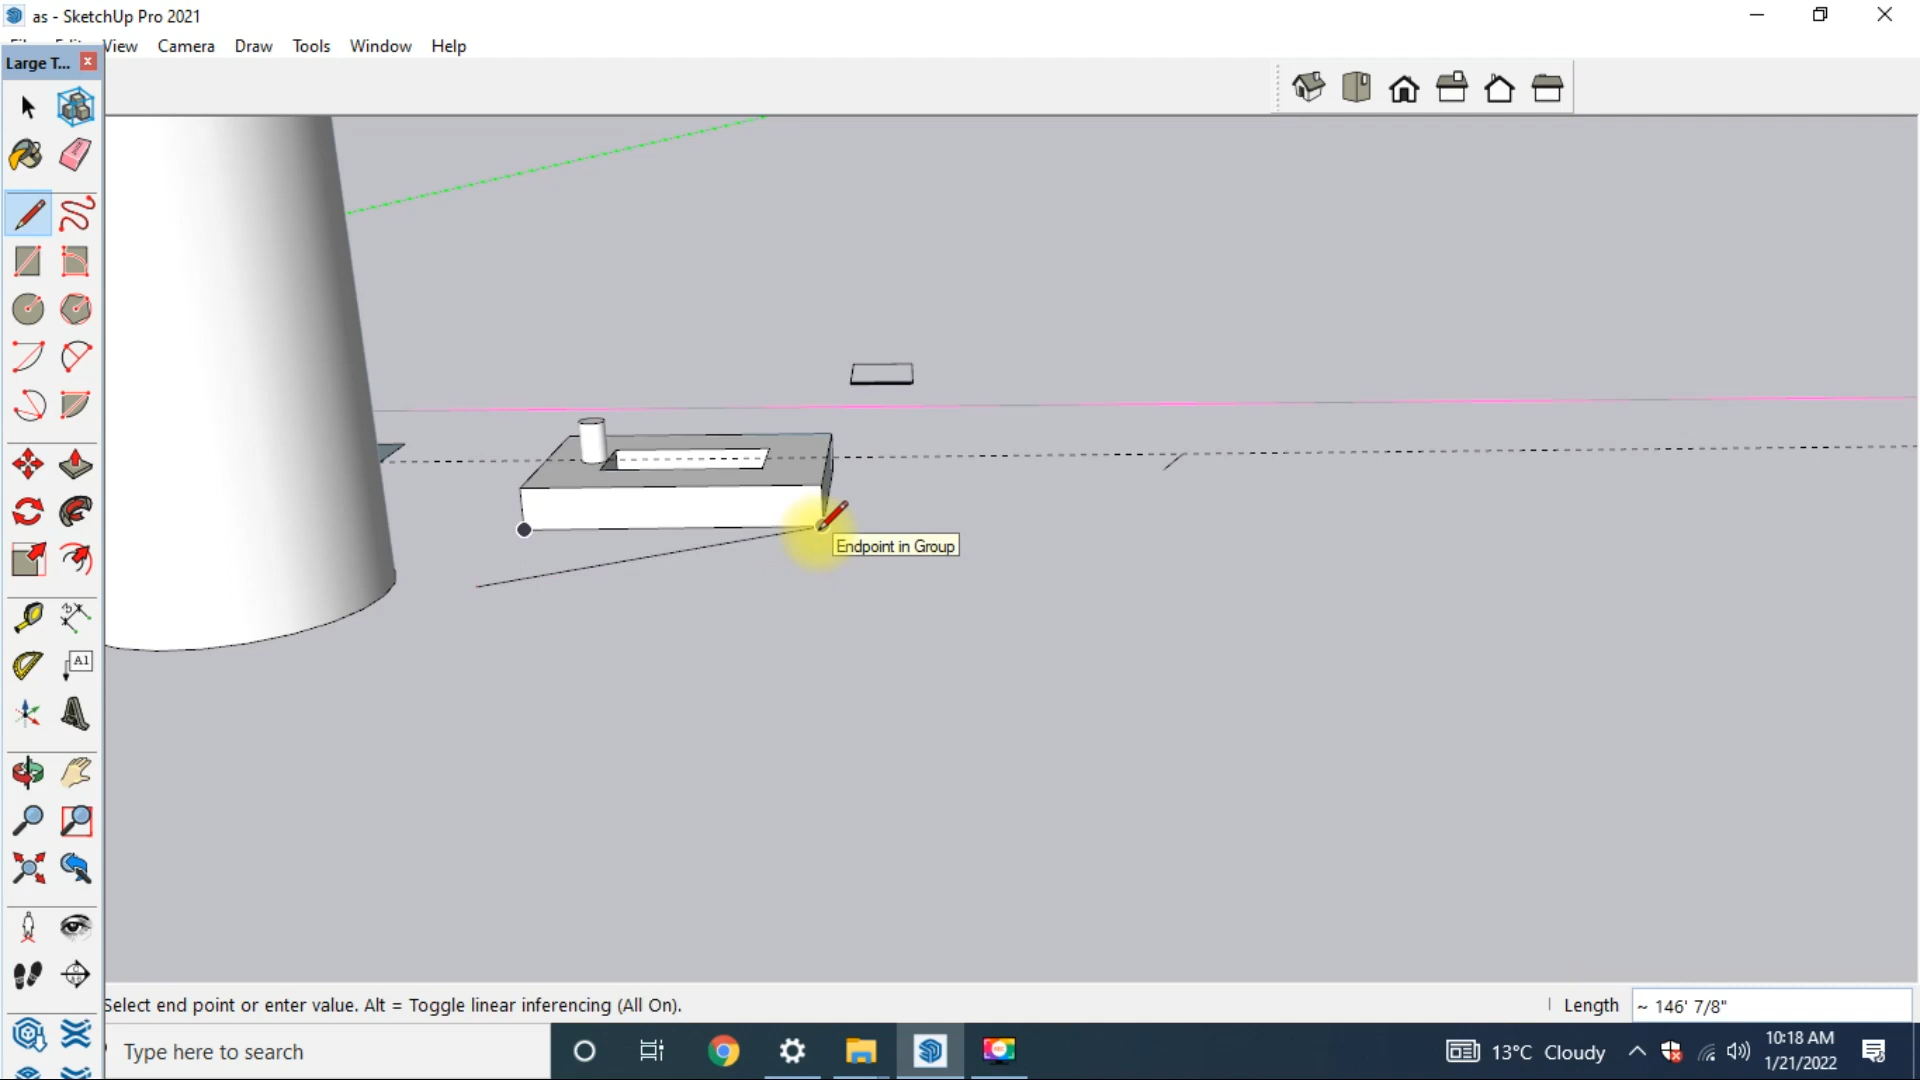 as - SketchUp Pro 2021
View Camera Draw Tools Window Help
Large T...
A1
Endpoint in Group
Select end point or enter value. Alt = Toggle linear inferencing (All On).
Length ~ 146' 7/8"
Type here to search
13°C Cloudy
10:18 AM
1/21/2022